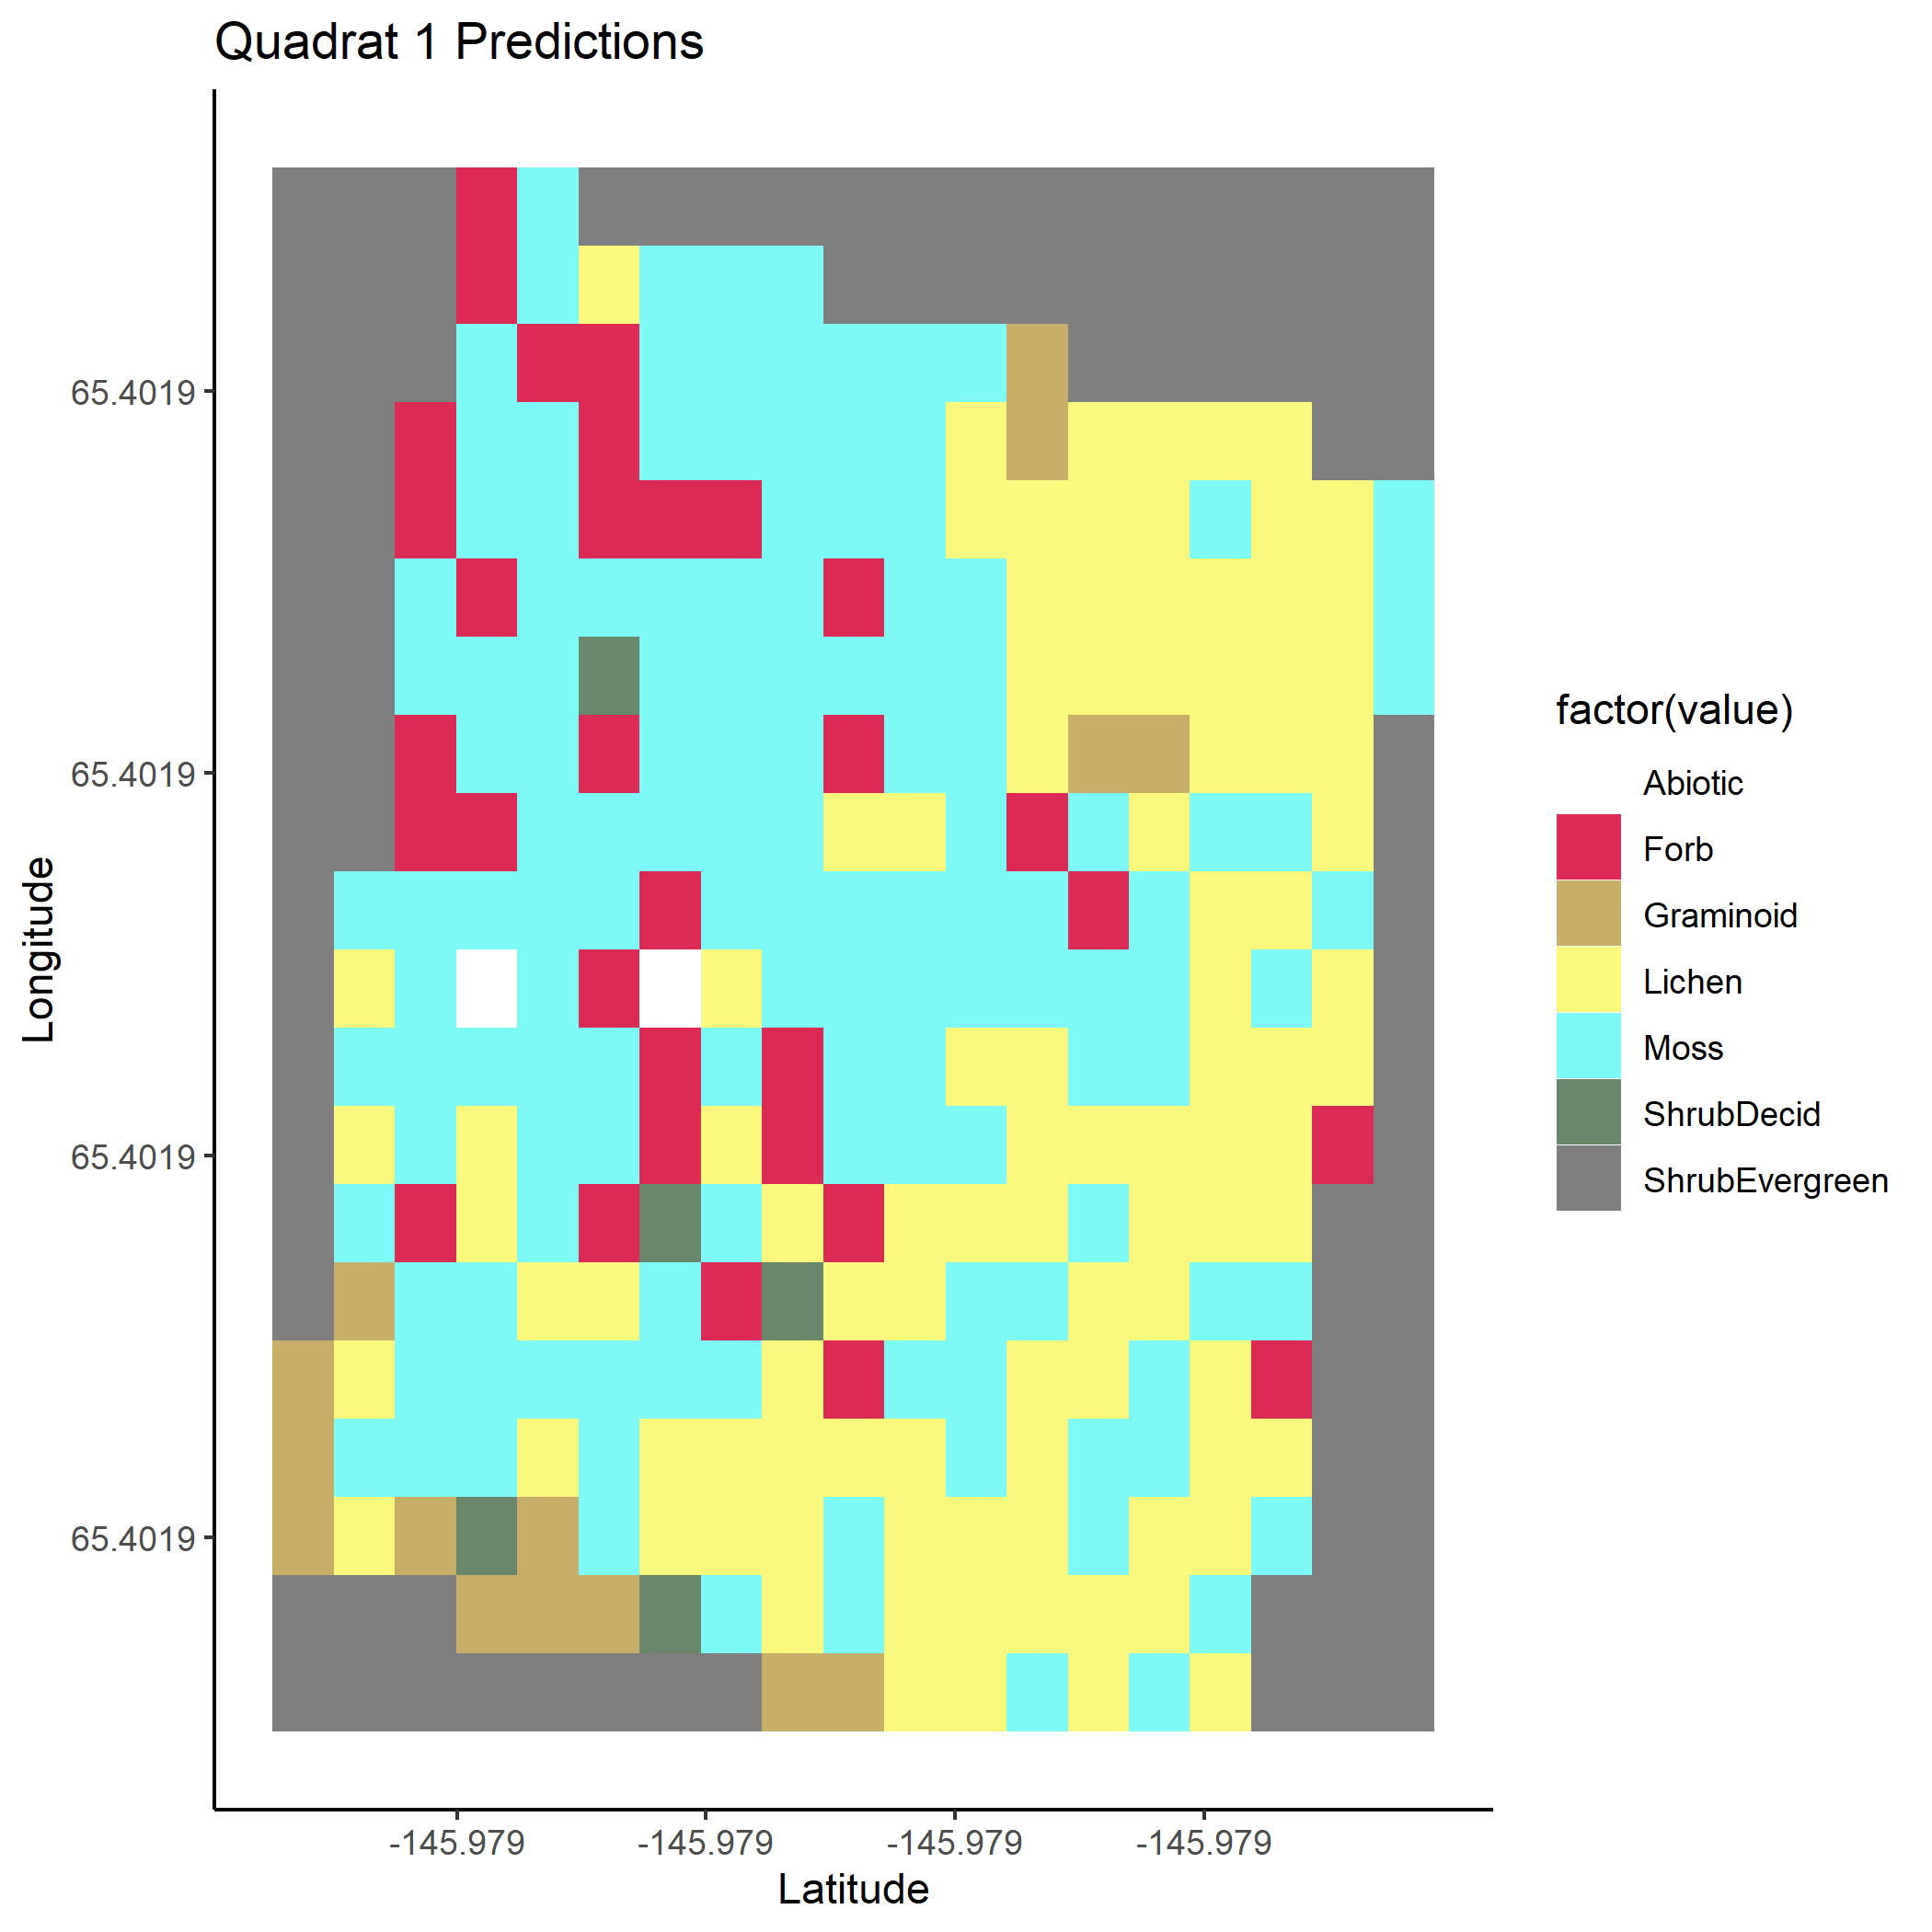 Quadrat 1 Predictions
65.4019
65.4019
65.4019
65.4019
Longitude
-145.979
-145.979
-145.979
-145.979
Latitude
factor(value)
Abiotic
Forb
Graminoid
Lichen
Moss
ShrubDecid
ShrubEvergreen